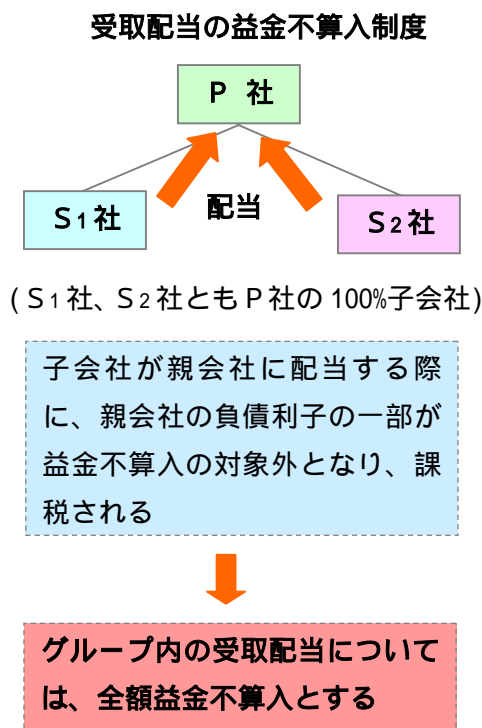 受取配当の益金不算入制度
P 社
S1社
配当
S2社
(S1社、S2社ともP社の100%子会社)
子会社が親会社に配当する際
に、親会社の負債利子の一部が
益金不算入の対象外となり、課
税される
グループ内の受取配当について
は、全額益金不算入とする